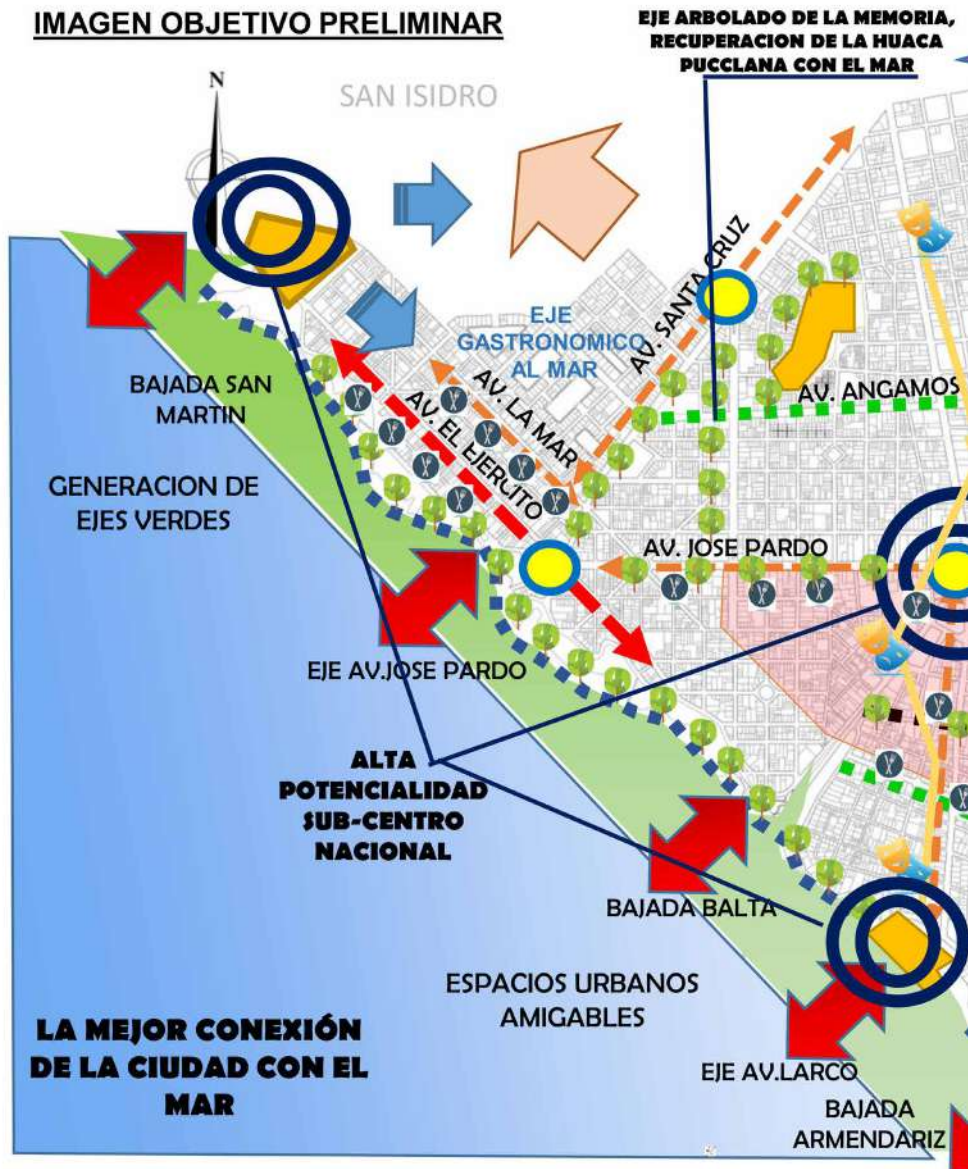 IMAGEN OBJETIVO PRELIMINAR
EJE ARBOLADO DE LA MEMORIA,
RECUPERACION DE LA HUACA
PUCCLANA CON EL MAR
N
SAN ISIDRO
AV. SANTA CRUZ
EJE
GASTRONOMICO
AL MAR
AV. LA MAR
AV. EL EJERCITO
AV. ANGAMOS
BAJADA SAN
MARTIN
GENERACION DE
EJES VERDES
AV. JOSE PARDO
EJE AV.JOSE PARDO
ALTA
POTENCIALIDAD
SUB-CENTRO
NACIONAL
BAJADA BALTA
ESPACIOS URBANOS
AMIGABLES
LA MEJOR CONEXIÓN
DE LA CIUDAD CON EL
MAR
EJE AV.LARCO
BAJADA
ARMENDARIZ